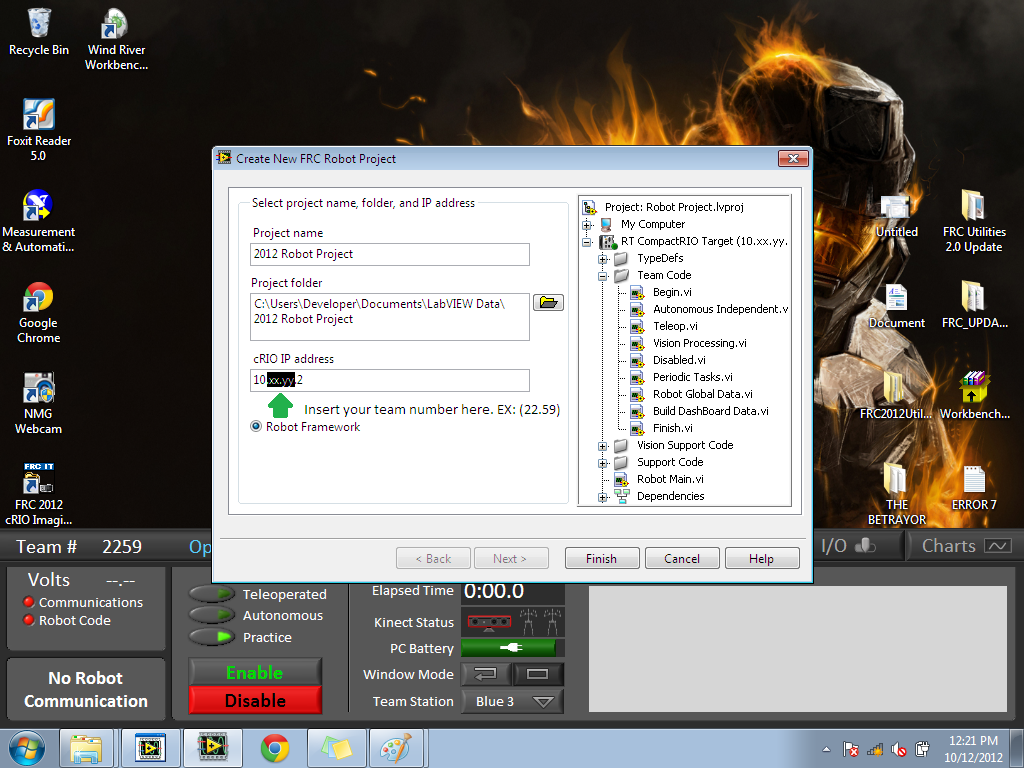 Recycle Bin
Wind River
Workbenc...
Foxit Reader
5.0
Measurement
& Automati...
Google
Chrome
NMG
Webcam
FRC IT
FRC 2012
cRIO Imagi...
Create New FRC Robot Project
Select project name, folder, and IP address
Project name
2012 Robot Project
Project folder
C:\Users\Developer\Documents\LabVIEW Data\
2012 Robot Project
cRIO IP address
10.xx.yy.2
Insert your team number here. EX: (22.59)
Robot Framework
Project: Robot Project.lvproj
My Computer
RT CompactRIO Target (10.xx.yy.
TypeDefs
Team Code
Begin.vi
Autonomous Independent.v
Teleop.vi
Vision Processing.vi
Disabled.vi
Periodic Tasks.vi
Robot Global Data.vi
Build DashBoard Data.vi
Finish.vi
Vision Support Code
Support Code
Robot Main.vi
Dependencies
< Back
Next >
Finish
Cancel
Help
Untitled
FRC Utilities
2.0 Update
Document
FRC_UPDA...
FRC2012Util...
Workbench...
THE
BETRAYOR
ERROR 7
Team # 2259
Op
I/O
Charts
Volts --.--
Communications
Robot Code
No Robot
Communication
Teleoperated
Autonomous
Practice
Enable
Disable
Elapsed Time 0:00.0
Kinect Status
PC Battery
Window Mode
Team Station Blue 3
12:21 PM
10/12/2012